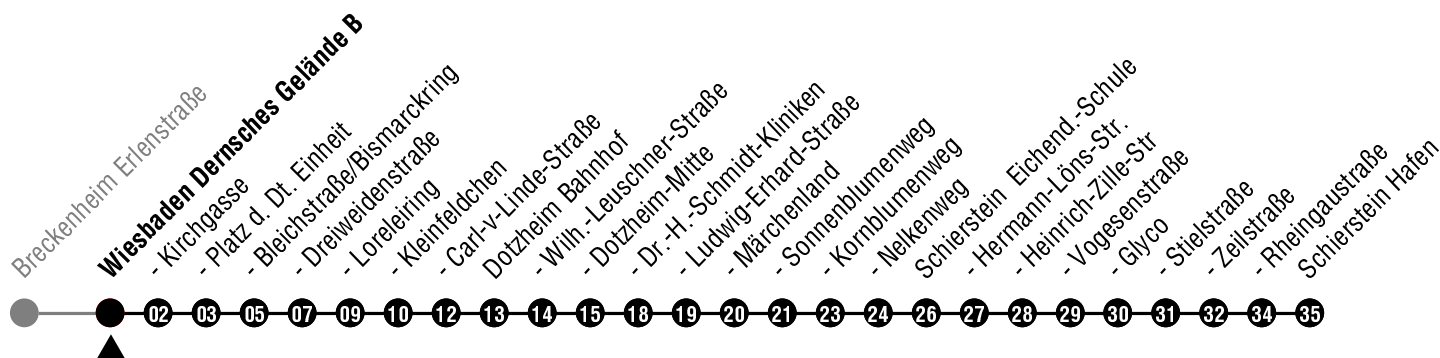 Breckenheim Erlenstraße
Wiesbaden Dernsches Gelände B
- Kirchgasse
- Platz d. Dt. Einheit
- Bleichstraße/Bismarckring
- Dreiweidenstraße
- Loreleiring
- Kleinfeldchen
- Carl-v-Linde-Straße
Dotzheim Bahnhof
- Wilh.-Leuschner-Straße
- Dotzheim-Mitte
- Dr.-H.-Schmidt-Kliniken
- Ludwig-Erhard-Straße
- Märchenland
- Sonnenblumenweg
- Kornblumenweg
- Nelkenweg
Schierstein Eichend.-Schule
- Hermann-Löns-Str.
- Heinrich-Zille-Str
- Vogesenstraße
- Glyco
- Stielstraße
- Zeilstraße
- Rheingaustraße
Schierstein Hafen
02 03 05 07 09 10 12 13 14 15 18 19 20 21 23 24 26 27 28 29 30 31 32 34 35